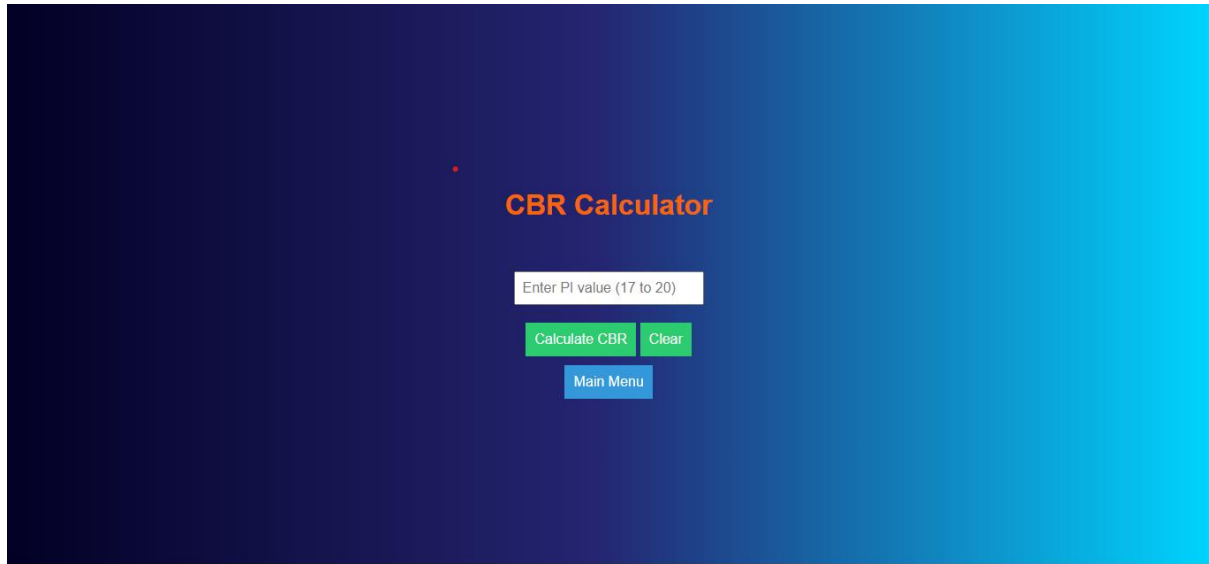 CBR Calculator
Enter PI value (17 to 20)
Calculate CBR Clear
Main Menu